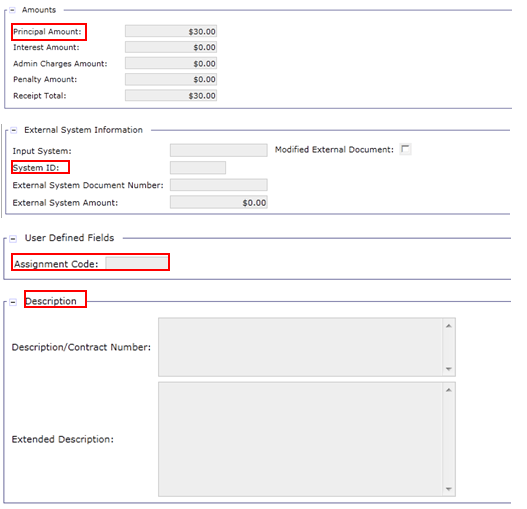 Amounts
Principal Amount: $30.00
Interest Amount: $0.00
Admin Charges Amount: $0.00
Penalty Amount: $0.00
Receipt Total: $30.00
External System Information
Input System: Modified External Document:
System ID:
External System Document Number:
External System Amount: $0.00
User Defined Fields
Assignment Code:
Description
Description/Contract Number:
Extended Description: